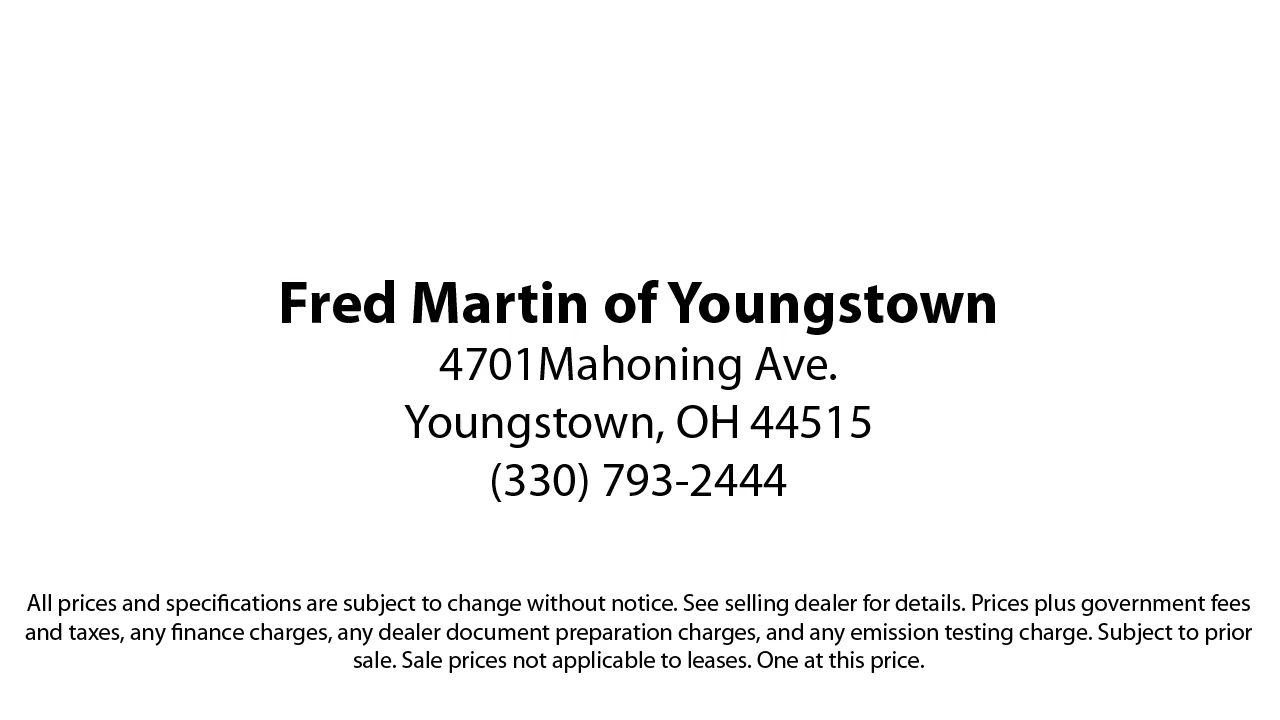 Fred Martin of Youngstown
4701Mahoning Ave.
Youngstown, OH 44515
(330) 793-2444
All prices and specifications are subject to change without notice. See selling dealer for details. Prices plus government fees
and taxes, any finance charges, any dealer document preparation charges, and any emission testing charge. Subject to prior
sale. Sale prices not applicable to leases. One at this price.